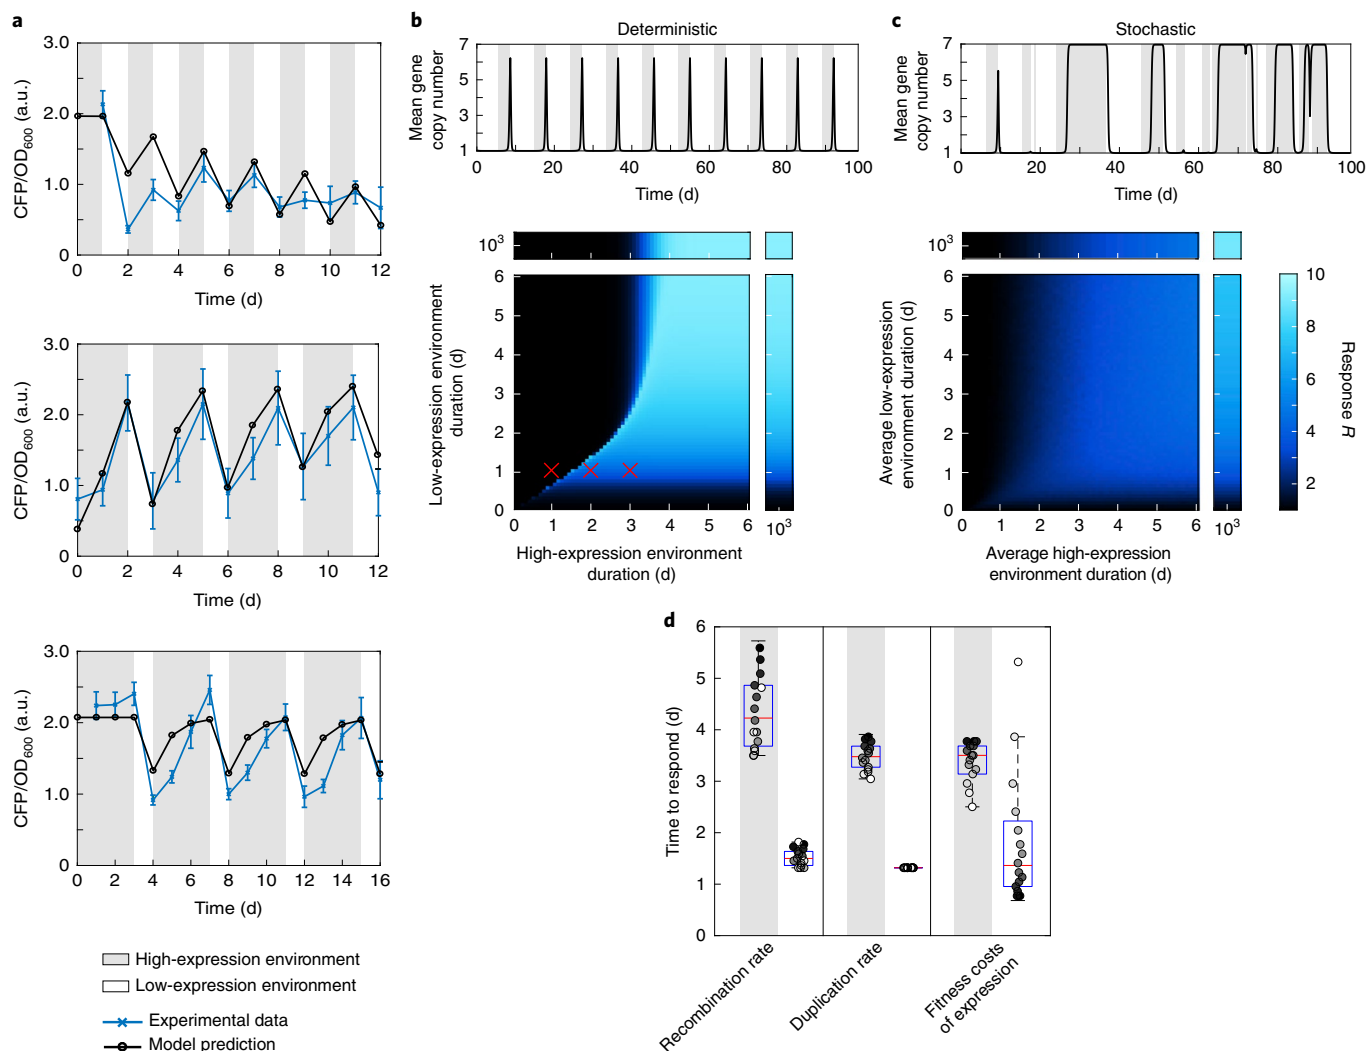 a
3.0
2.0
1.0
0
CFP/OD600 (a.u.)
0 2 4 6 8 10 12
Time (d)
3.0
2.0
1.0
0
CFP/OD600 (a.u.)
0 2 4 6 8 10 12
Time (d)
3.0
2.0
1.0
0
CFP/OD600 (a.u.)
0 2 4 6 8 10 12 14 16
Time (d)
High-expression environment
Low-expression environment
Experimental data
Model prediction
b
Deterministic
Mean gene
copy number
7
5
3
1
0 20 40 60 80 100
Time (d)
10³
6
5
4
3
2
1
0
Low-expression environment
duration (d)
0 1 2 3 4 5 6 10³
High-expression environment
duration (d)
c
Stochastic
Mean gene
copy number
7
5
3
1
0 20 40 60 80 100
Time (d)
10³
6
5
4
3
2
1
0
Average low-expression
environment duration (d)
0 1 2 3 4 5 6 10³
Average high-expression
environment duration (d)
10
8
6
4
2
Response R
d
6
5
4
3
2
1
0
Time to respond (d)
Recombination rate
Duplication rate
Fitness costs
of expression